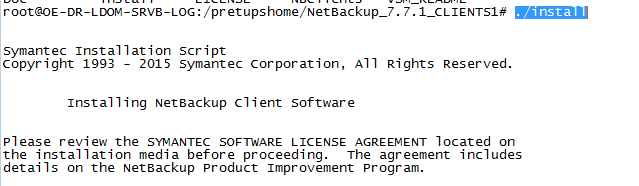 root@OE-DR-LDOM-SRVB-LOG:/pretupshome/NetBackup_7.7.1_CLIENTS1# ./install
Symantec Installation Script
Copyright 1993 - 2015 Symantec Corporation, All Rights Reserved.
Installing NetBackup Client Software
Please review the SYMANTEC SOFTWARE LICENSE AGREEMENT located on
the installation media before proceeding.  The agreement includes
details on the NetBackup Product Improvement Program.